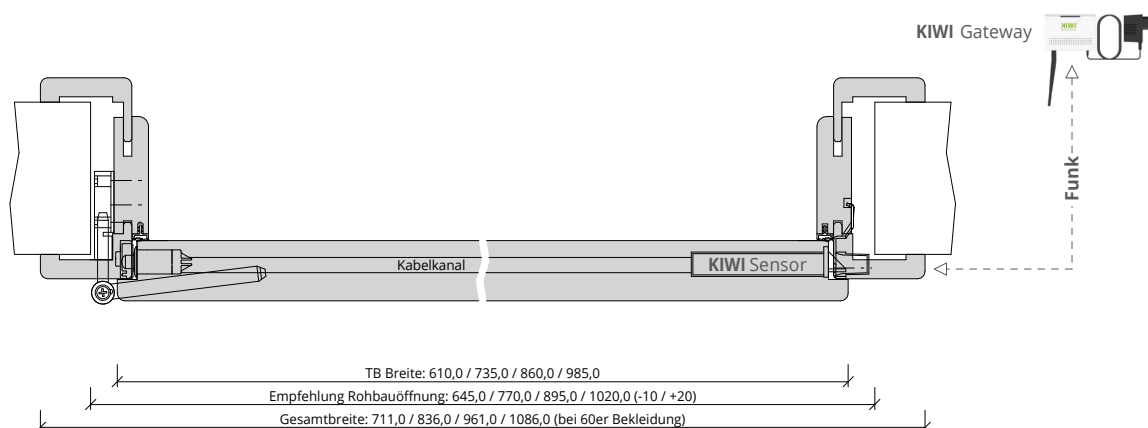 KIWI Gateway
KIWI
Funk
Kabelkanal
KIWI Sensor
TB Breite: 610,0 / 735,0 / 860,0 / 985,0
Empfehlung Rohbauöffnung: 645,0 / 770,0 / 895,0 / 1020,0 (-10 / +20)
Gesamtbreite: 711,0 / 836,0 / 961,0 / 1086,0 (bei 60er Bekleidung)